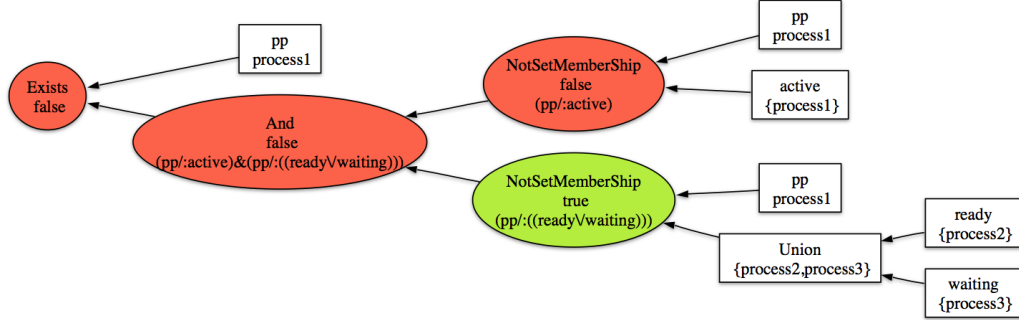 Exists
false
pp
process1
And
false
(pp/:active)&(pp/:((ready\/waiting)))
NotSetMemberShip
false
(pp/:active)
pp
process1
active
{process1}
NotSetMemberShip
true
(pp/:((ready\/waiting)))
pp
process1
Union
{process2,process3}
ready
{process2}
waiting
{process3}